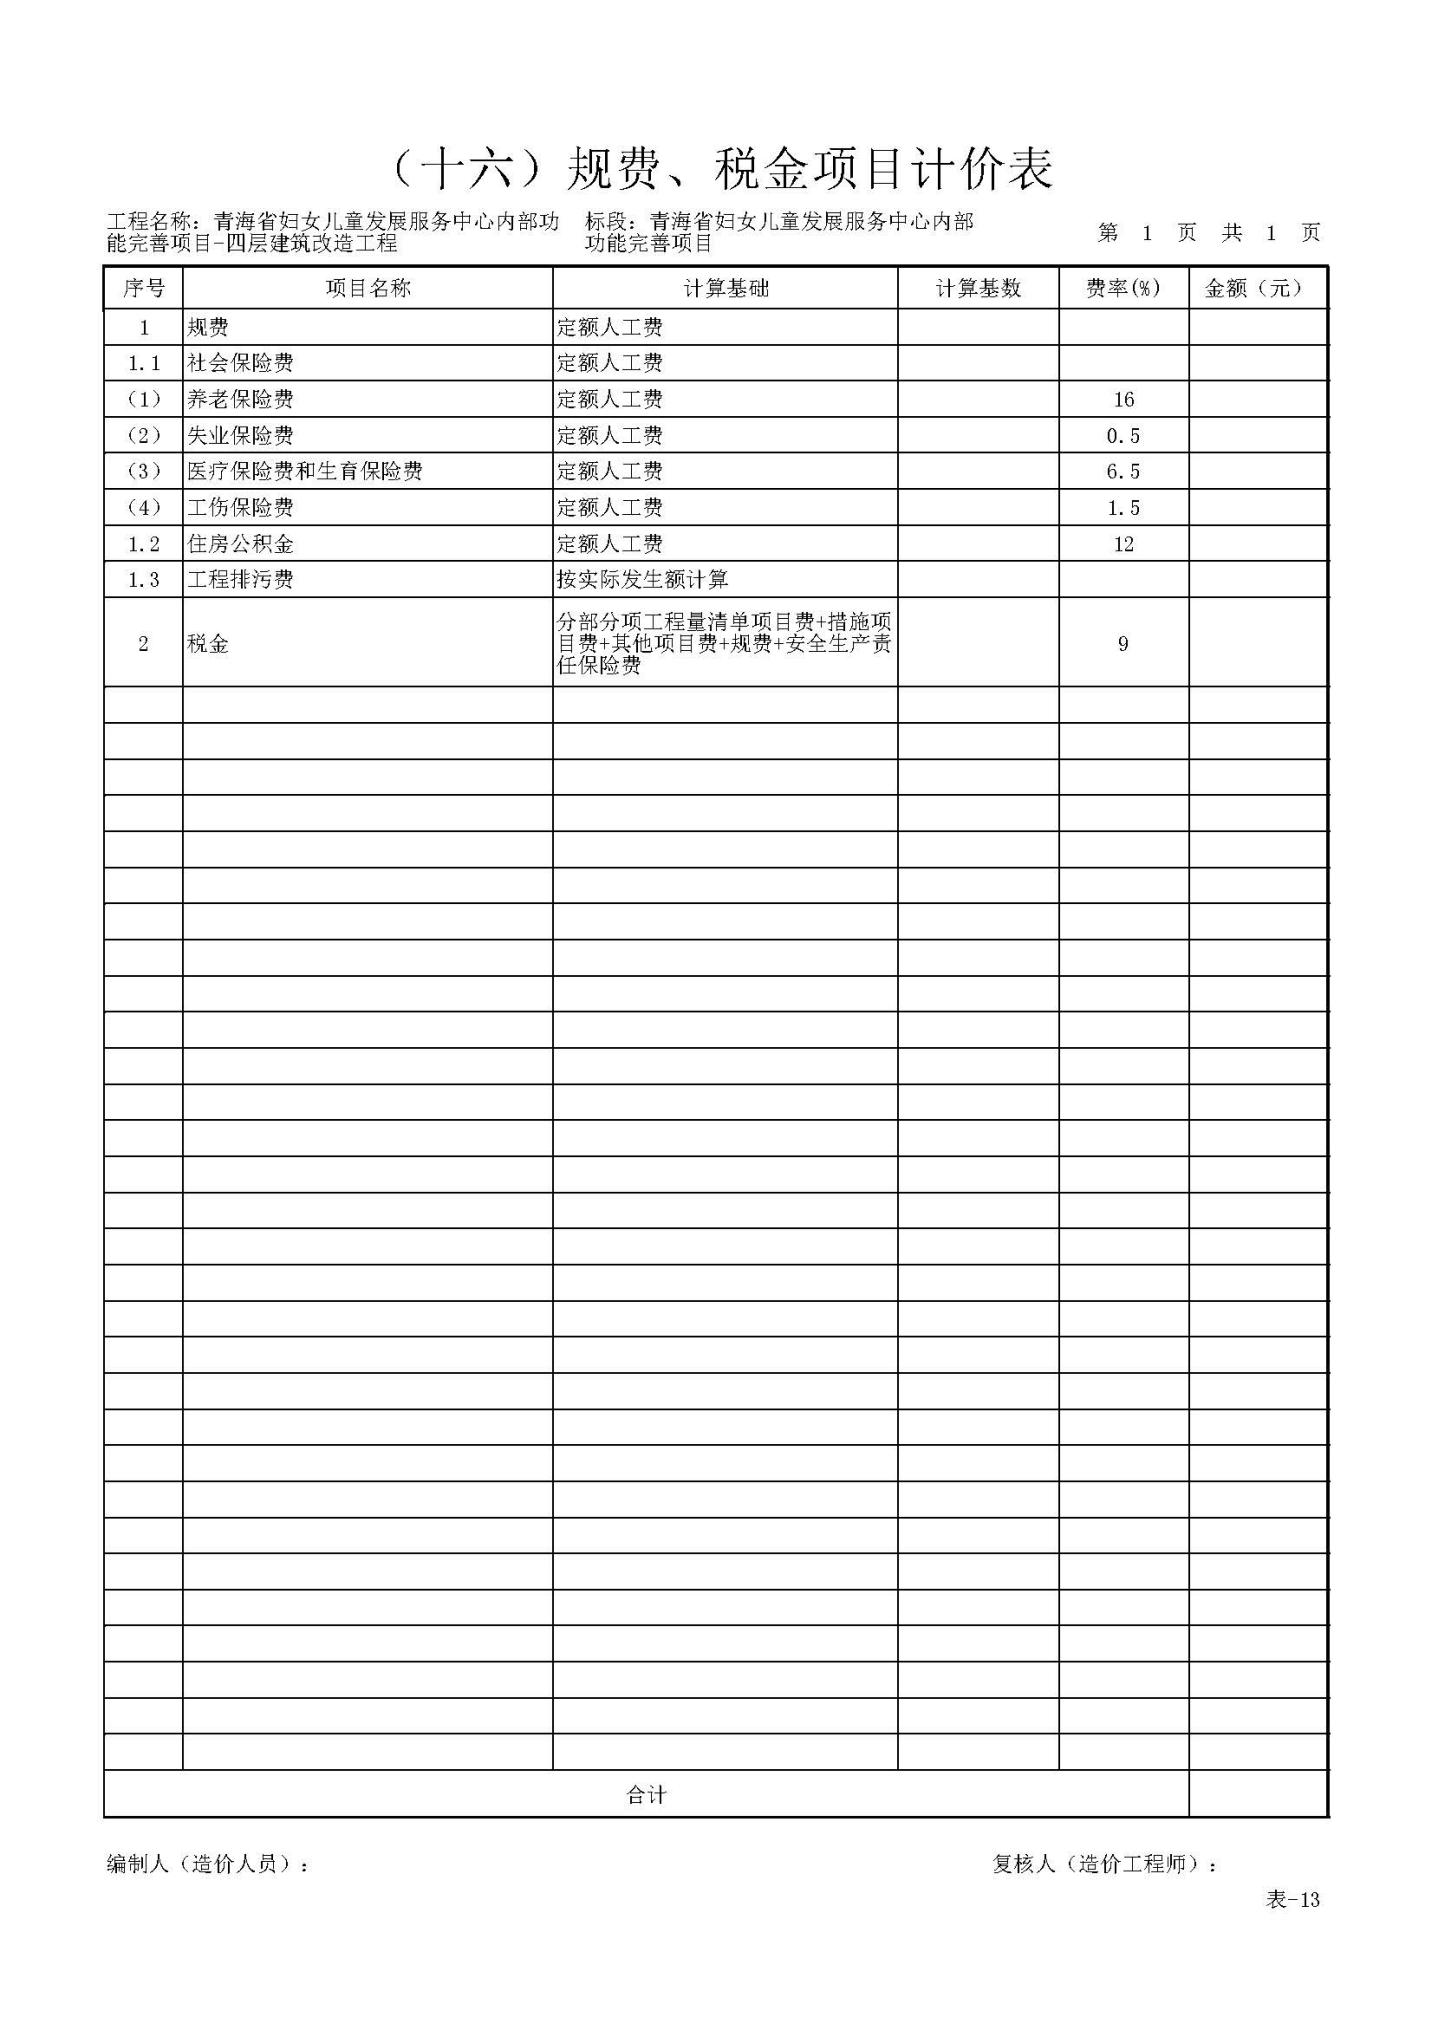 （十六）规费、税金项目计价表
工程名称：青海省妇女儿童发展服务中心内部功
能完善项目-四层建筑改造工程
标段：青海省妇女儿童发展服务中心内部
功能完善项目
第 1 页 共 1 页
序号 项目名称 计算基础 计算基数 费率(%) 金额（元）
1 规费 定额人工费
1.1 社会保险费 定额人工费
（1） 养老保险费 定额人工费 16
（2） 失业保险费 定额人工费 0.5
（3） 医疗保险费和生育保险费 定额人工费 6.5
（4） 工伤保险费 定额人工费 1.5
1.2 住房公积金 定额人工费 12
1.3 工程排污费 按实际发生额计算
2 税金
分部分项工程量清单项目费+措施项
目费+其他项目费+规费+安全生产责
任保险费
9
合计
编制人（造价人员）： 复核人（造价工程师）：
表-13